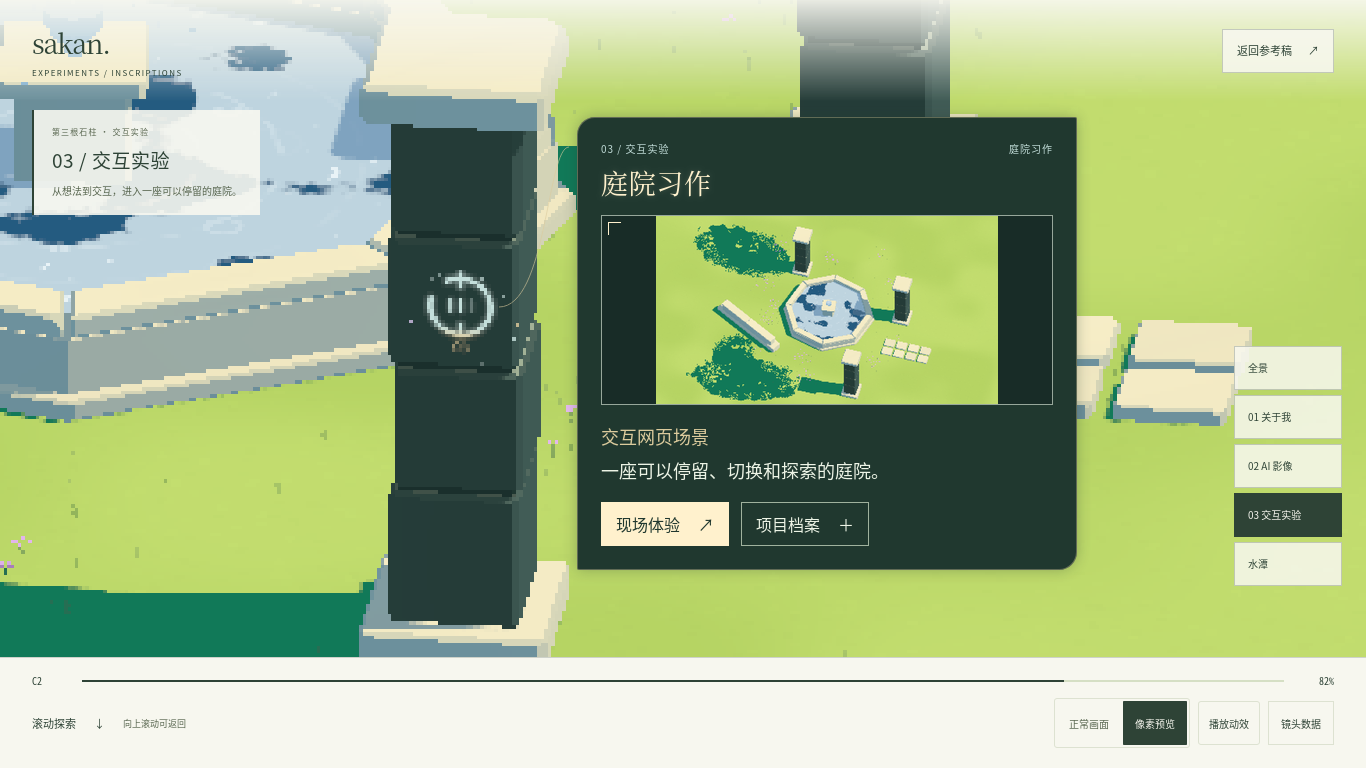 sakan.
EXPERIMENTS / INSCRIPTIONS
返回参考稿 ↗
第三根石柱 · 交互实验
03 / 交互实验
从想法到交互，进入一座可以停留的庭院。
03 / 交互实验
庭院习作
庭院习作
交互网页场景
一座可以停留、切换和探索的庭院。
现场体验 ↗
项目档案 ＋
全景
01 关于我
02 AI 影像
03 交互实验
水潭
C2
82%
滚动探索 ↓ 向上滚动可返回
正常画面
像素预览
播放动效
镜头数据